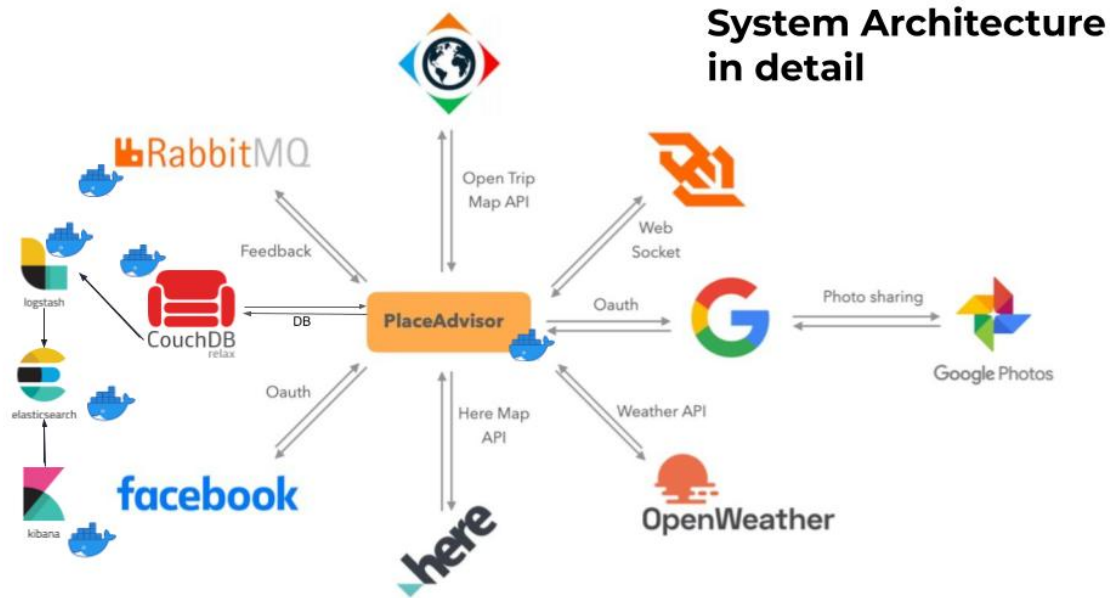 System Architecture
in detail
RabbitMQ
Open Trip
Map API
Web
Socket
Feedback
logstash
CouchDB
relax
DB
PlaceAdvisor
Oauth
Photo sharing
Google Photos
elasticsearch
Oauth
Here Map
API
Weather API
kibana
facebook
here
OpenWeather